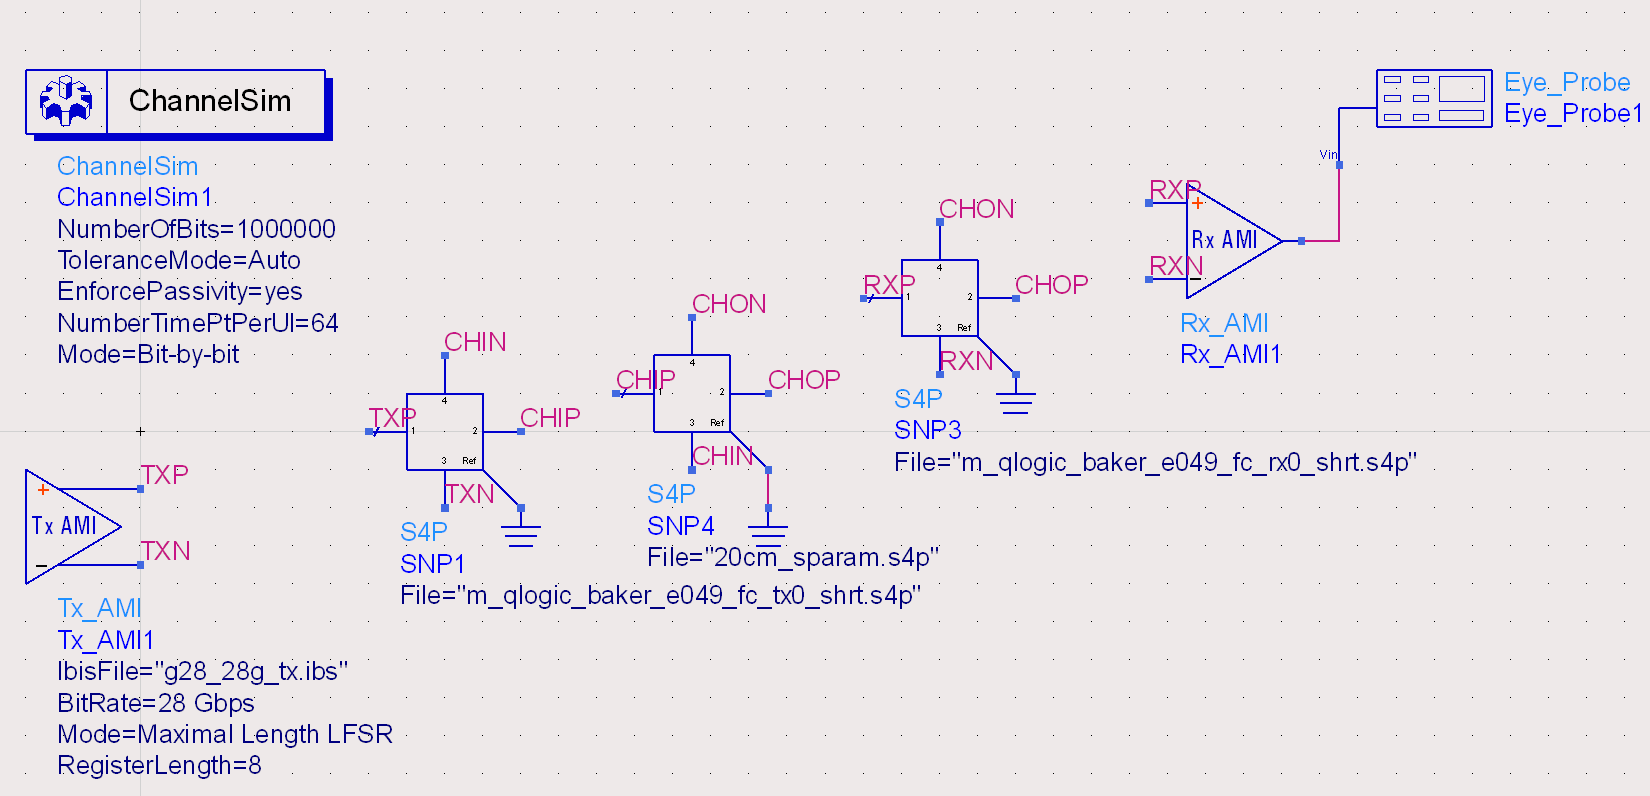 ChannelSim
ChannelSim
ChannelSim1
NumberOfBits=1000000
ToleranceMode=Auto
EnforcePassivity=yes
NumberTimePtPerUI=64
Mode=Bit-by-bit
TXP
TXN
+
Tx AMI
-
Tx_AMI
Tx_AMI1
IbisFile="g28_28g_tx.ibs"
BitRate=28 Gbps
Mode=Maximal Length LFSR
RegisterLength=8
CHIN
4
TXP
1
2
CHIP
3
Ref
TXN
S4P
SNP1
File="m_qlogic_baker_e049_fc_tx0_shrt.s4p"
CHON
4
CHIP
1
2
CHOP
3
Ref
CHIN
S4P
SNP4
File="20cm_sparam.s4p"
CHON
4
RXP
1
2
CHOP
3
Ref
RXN
S4P
SNP3
File="m_qlogic_baker_e049_fc_rx0_shrt.s4p"
RXP
+
Rx AMI
RXN
-
Rx_AMI
Rx_AMI1
Vin
Eye_Probe
Eye_Probe1